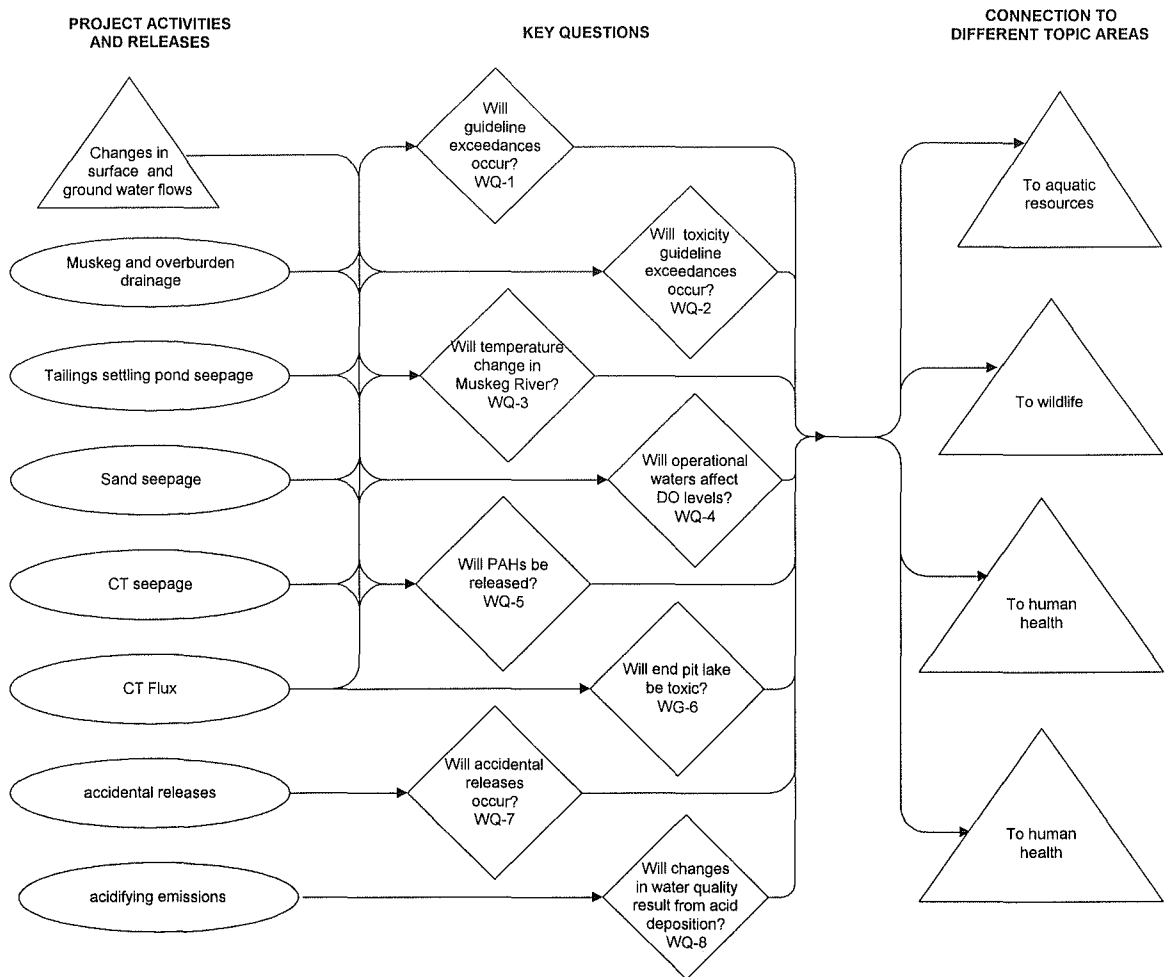 PROJECT ACTIVITIES
AND RELEASES
KEY QUESTIONS
CONNECTION TO
DIFFERENT TOPIC AREAS
Changes in
surface and
ground water flows
Muskeg and overburden
drainage
Tailings settling pond seepage
Sand seepage
CT seepage
CT Flux
accidental releases
acidifying emissions
Will
guideline
exceedances
occur?
WQ-1
Will toxicity
guideline
exceedances
occur?
WQ-2
Will temperature
change in
Muskeg River?
WQ-3
Will operational
waters affect
DO levels?
WQ-4
Will PAHs be
released?
WQ-5
Will end pit lake
be toxic?
WG-6
Will accidental
releases
occur?
WQ-7
Will changes
in water quality
result from acid
deposition?
WQ-8
To aquatic
resources
To wildlife
To human
health
To human
health